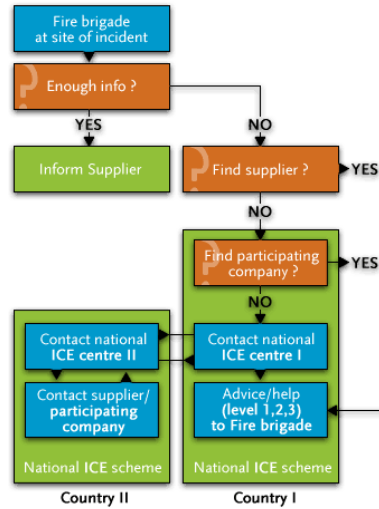 Fire brigade
at site of incident
Enough info ?
YES
NO
Inform Supplier
Find supplier ?
YES
NO
Find participating
company ?
YES
NO
Contact national
ICE centre II
Contact national
ICE centre I
Contact supplier/
participating
company
Advice/help
(level 1,2,3)
to Fire brigade
National ICE scheme
National ICE scheme
Country II
Country I